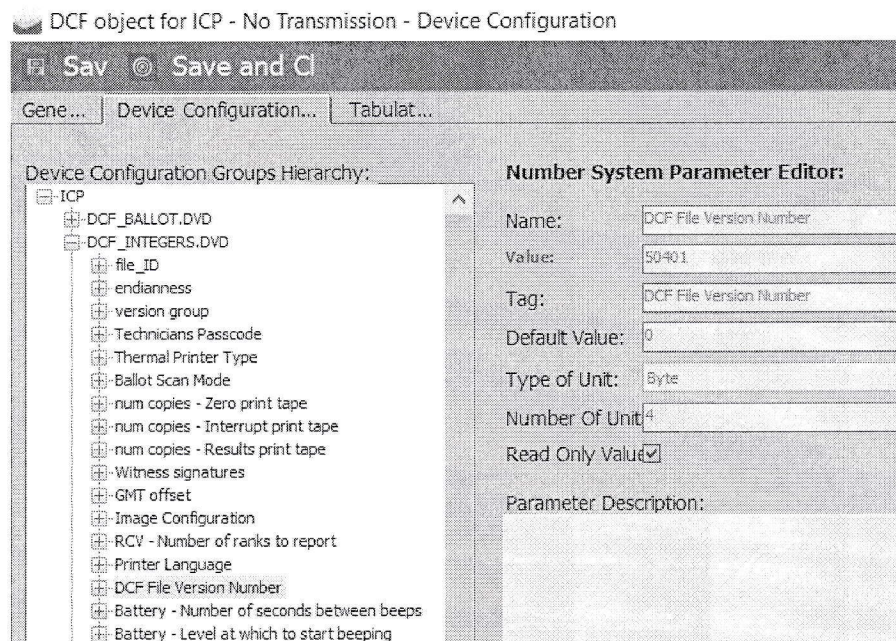 DCF object for ICP - No Transmission - Device Configuration
Sav Save and Cl
Gene... Device Configuration... Tabulat...
Device Configuration Groups Hierarchy:
ICP
DCF_BALLOT.DVD
DCF_INTEGERS.DVD
file_ID
endianness
version group
Technicians Passcode
Thermal Printer Type
Ballot Scan Mode
num copies - Zero print tape
num copies - Interrupt print tape
num copies - Results print tape
Witness signatures
GMT offset
Image Configuration
RCV - Number of ranks to report
Printer Language
DCF File Version Number
Battery - Number of seconds between beeps
Battery - Level at which to start beeping
Number System Parameter Editor:
Name: DCF File Version Number
Value: 50401
Tag: DCF File Version Number
Default Value: 0
Type of Unit: Byte
Number Of Unit 4
Read Only Value
Parameter Description: